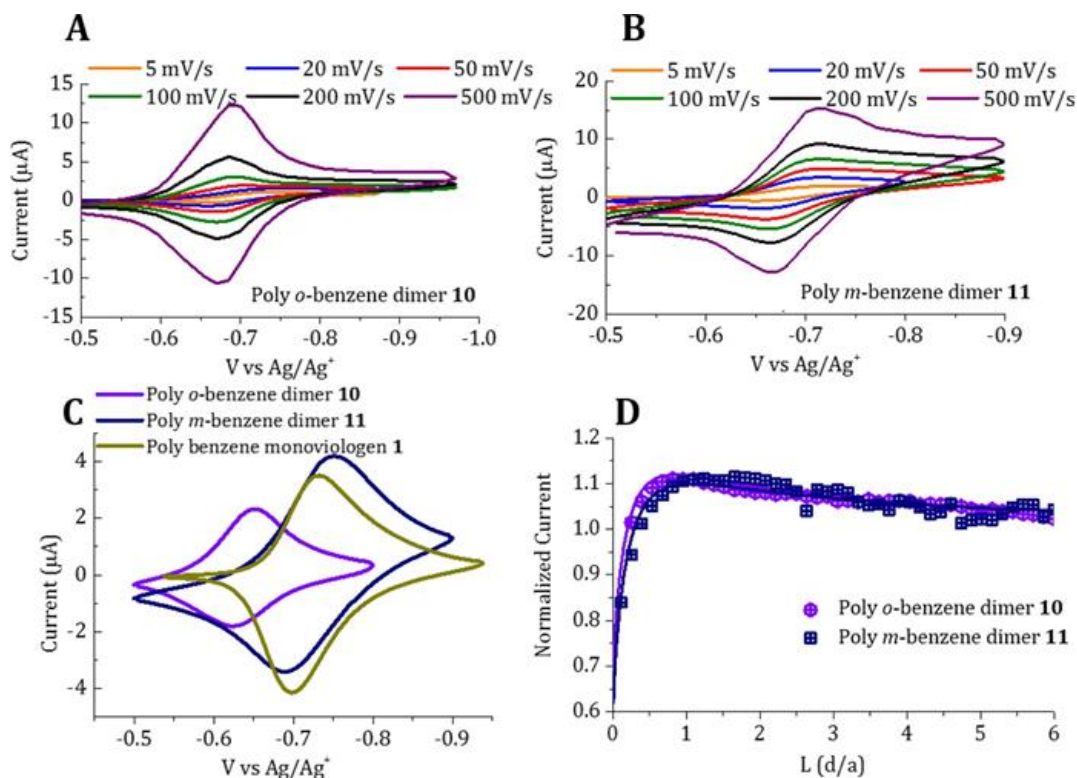 A
5 mV/s 20 mV/s 50 mV/s
100 mV/s 200 mV/s 500 mV/s
15
10
5
0
-5
-10
-15
Current (µA)
Poly o-benzene dimer 10
-0.5 -0.6 -0.7 -0.8 -0.9 -1.0
V vs Ag/Ag+
B
5 mV/s 20 mV/s 50 mV/s
100 mV/s 200 mV/s 500 mV/s
20
10
0
-10
-20
Current (µA)
Poly m-benzene dimer 11
-0.5 -0.6 -0.7 -0.8 -0.9
V vs Ag/Ag+
C
Poly o-benzene dimer 10
Poly m-benzene dimer 11
Poly benzene monoviologen 1
4
2
0
-2
-4
Current (µA)
-0.5 -0.6 -0.7 -0.8 -0.9
V vs Ag/Ag+
D
1.2
1.1
1.0
0.9
0.8
0.7
0.6
Normalized Current
Poly o-benzene dimer 10
Poly m-benzene dimer 11
0 1 2 3 4 5 6
L (d/a)